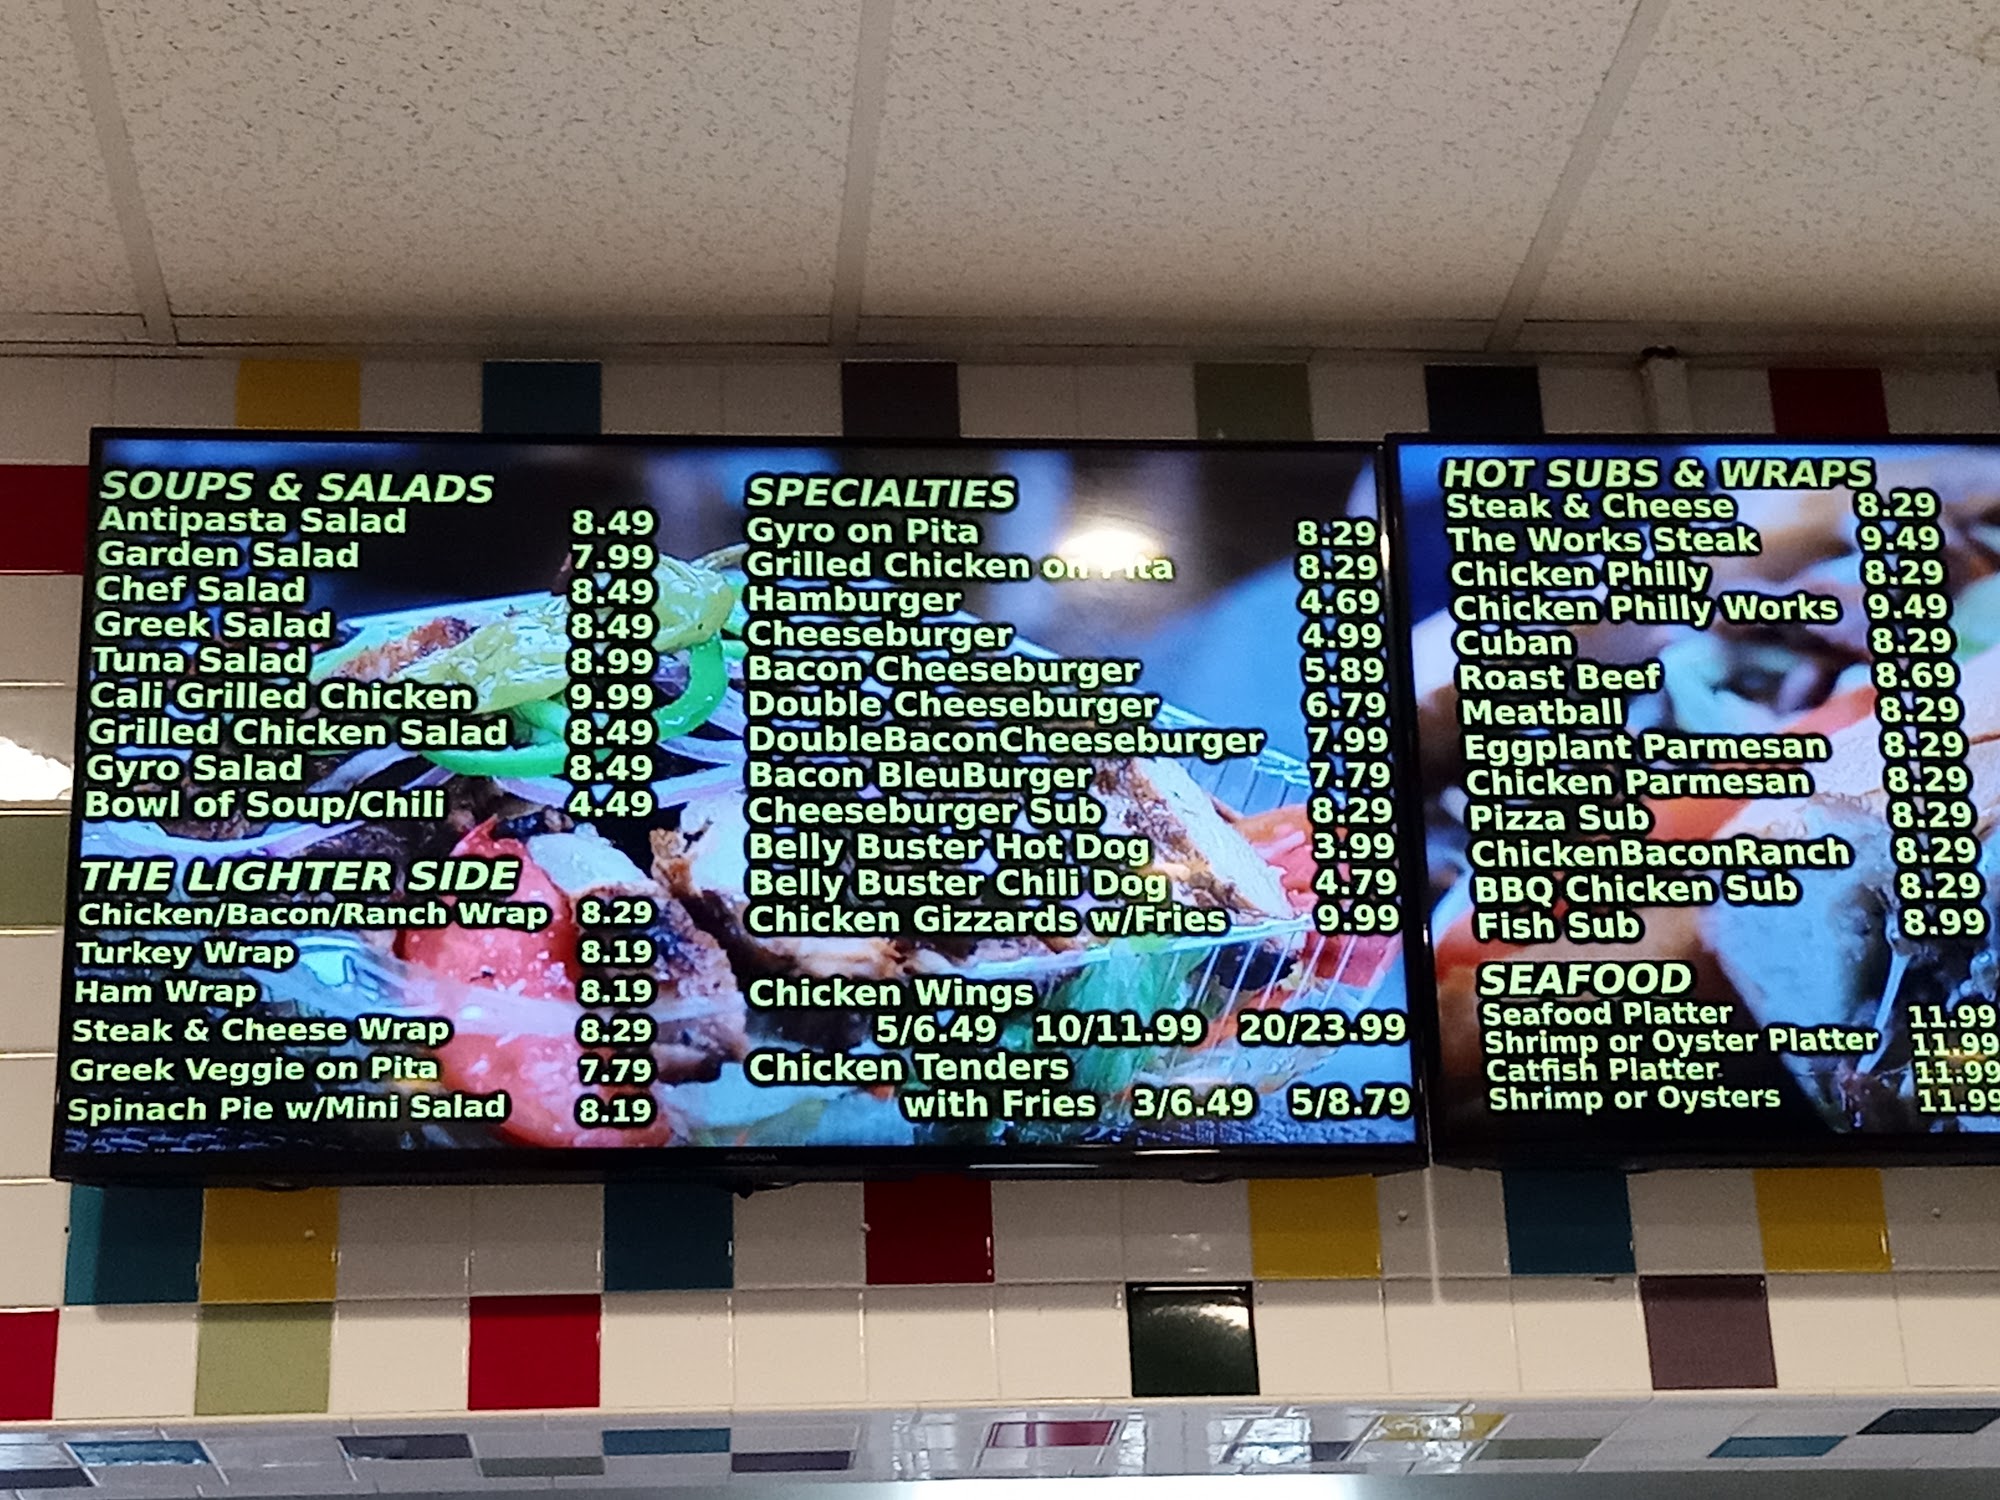 SOUPS & SALADS
Antipasta Salad 8.49
Garden Salad 7.99
Chef Salad 8.49
Greek Salad 8.49
Tuna Salad 8.99
Cali Grilled Chicken 9.99
Grilled Chicken Salad 8.49
Gyro Salad 8.49
Bowl of Soup/Chili 4.49
THE LIGHTER SIDE
Chicken/Bacon/Ranch Wrap 8.29
Turkey Wrap 8.19
Ham Wrap 8.19
Steak & Cheese Wrap 8.29
Greek Veggie on Pita 7.79
Spinach Pie w/Mini Salad 8.19
SPECIALTIES
Gyro on Pita 8.29
Grilled Chicken on Pita 8.29
Hamburger 4.69
Cheeseburger 4.99
Bacon Cheeseburger 5.89
Double Cheeseburger 6.79
DoubleBaconCheeseburger 7.99
Bacon BleuBurger 7.79
Cheeseburger Sub 8.29
Belly Buster Hot Dog 3.99
Belly Buster Chili Dog 4.79
Chicken Gizzards w/Fries 9.99
Chicken Wings
5/6.49 10/11.99 20/23.99
Chicken Tenders
with Fries 3/6.49 5/8.79
INSIGNIA
HOT SUBS & WRAPS
Steak & Cheese 8.29
The Works Steak 9.49
Chicken Philly 8.29
Chicken Philly Works 9.49
Cuban 8.29
Roast Beef 8.69
Meatball 8.29
Eggplant Parmesan 8.29
Chicken Parmesan 8.29
Pizza Sub 8.29
ChickenBaconRanch 8.29
BBQ Chicken Sub 8.29
Fish Sub 8.99
SEAFOOD
Seafood Platter 11.99
Shrimp or Oyster Platter 11.99
Catfish Platter 11.99
Shrimp or Oysters 11.99